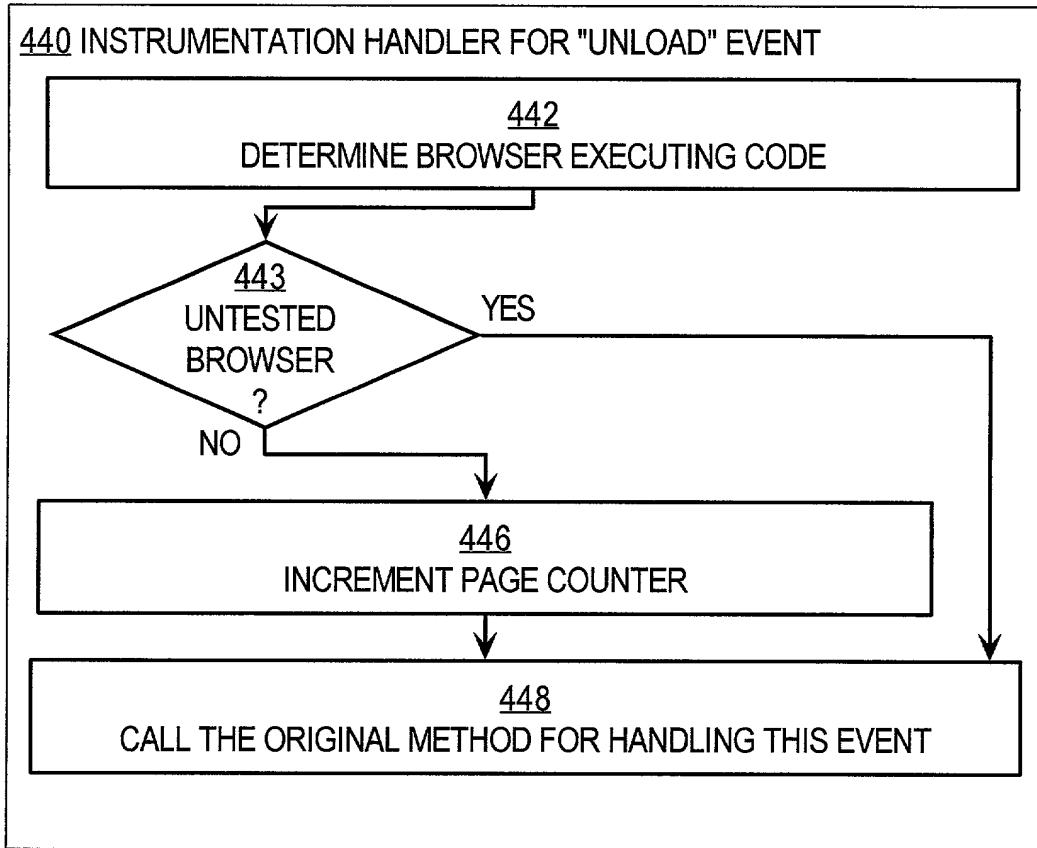 440 INSTRUMENTATION HANDLER FOR "UNLOAD" EVENT
442
DETERMINE BROWSER EXECUTING CODE
443
UNTESTED
BROWSER
?
YES
NO
446
INCREMENT PAGE COUNTER
448
CALL THE ORIGINAL METHOD FOR HANDLING THIS EVENT